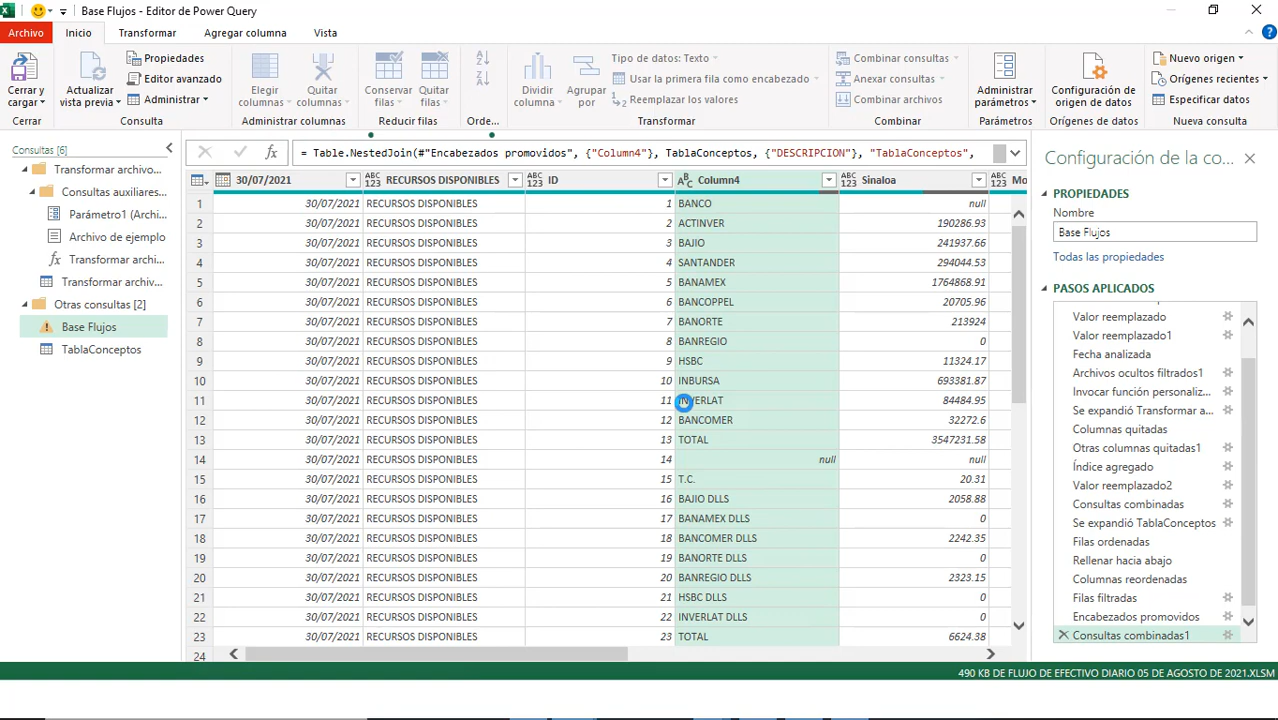 Base Flujos - Editor de Power Query
Archivo Inicio Transformar Agregar columna Vista
Cerrar y cargar
Cerrar
Actualizar vista previa
Propiedades
Editor avanzado
Administrar
Consulta
Elegir columnas
Quitar columnas
Administrar columnas
Conservar filas
Quitar filas
Reducir filas
Orde...
Dividir columna
Agrupar por
Tipo de datos: Texto
Usar la primera fila como encabezado
Reemplazar los valores
Transformar
Combinar consultas
Anexar consultas
Combinar archivos
Combinar
Administrar parámetros
Parámetros
Configuración de origen de datos
Orígenes de datos
Nuevo origen
Orígenes recientes
Especificar datos
Nueva consulta
Consultas [6]
Transformar archivo...
Consultas auxiliares...
Parámetro1 (Archi...
Archivo de ejemplo
fx Transformar archi...
Transformar archiv...
Otras consultas [2]
Base Flujos
TablaConceptos
fx = Table.NestedJoin(#"Encabezados promovidos", {"Column4"}, TablaConceptos, {"DESCRIPCION"}, "TablaConceptos",
30/07/2021 ABC 123 RECURSOS DISPONIBLES ABC 123 ID ABC Column4 ABC 123 Sinaloa ABC 123 Mo
1 30/07/2021 RECURSOS DISPONIBLES 1 BANCO null
2 30/07/2021 RECURSOS DISPONIBLES 2 ACTINVER 190286.93
3 30/07/2021 RECURSOS DISPONIBLES 3 BAJIO 241937.66
4 30/07/2021 RECURSOS DISPONIBLES 4 SANTANDER 294044.53
5 30/07/2021 RECURSOS DISPONIBLES 5 BANAMEX 1764868.91
6 30/07/2021 RECURSOS DISPONIBLES 6 BANCOPPEL 20705.96
7 30/07/2021 RECURSOS DISPONIBLES 7 BANORTE 213924
8 30/07/2021 RECURSOS DISPONIBLES 8 BANREGIO 0
9 30/07/2021 RECURSOS DISPONIBLES 9 HSBC 11324.17
10 30/07/2021 RECURSOS DISPONIBLES 10 INBURSA 693381.87
11 30/07/2021 RECURSOS DISPONIBLES 11 INVERLAT 84484.95
12 30/07/2021 RECURSOS DISPONIBLES 12 BANCOMER 32272.6
13 30/07/2021 RECURSOS DISPONIBLES 13 TOTAL 3547231.58
14 30/07/2021 RECURSOS DISPONIBLES 14 null null
15 30/07/2021 RECURSOS DISPONIBLES 15 T.C. 20.31
16 30/07/2021 RECURSOS DISPONIBLES 16 BAJIO DLLS 2058.88
17 30/07/2021 RECURSOS DISPONIBLES 17 BANAMEX DLLS 0
18 30/07/2021 RECURSOS DISPONIBLES 18 BANCOMER DLLS 2242.35
19 30/07/2021 RECURSOS DISPONIBLES 19 BANORTE DLLS 0
20 30/07/2021 RECURSOS DISPONIBLES 20 BANREGIO DLLS 2323.15
21 30/07/2021 RECURSOS DISPONIBLES 21 HSBC DLLS 0
22 30/07/2021 RECURSOS DISPONIBLES 22 INVERLAT DLLS 0
23 30/07/2021 RECURSOS DISPONIBLES 23 TOTAL 6624.38
24
Configuración de la co...
PROPIEDADES
Nombre
Base Flujos
Todas las propiedades
PASOS APLICADOS
Valor reemplazado
Valor reemplazado1
Fecha analizada
Archivos ocultos filtrados1
Invocar función personaliz...
Se expandió Transformar a...
Columnas quitadas
Otras columnas quitadas1
Índice agregado
Valor reemplazado2
Consultas combinadas
Se expandió TablaConceptos
Filas ordenadas
Rellenar hacia abajo
Columnas reordenadas
Filas filtradas
Encabezados promovidos
Consultas combinadas1
490 KB DE FLUJO DE EFECTIVO DIARIO 05 DE AGOSTO DE 2021.XLSM